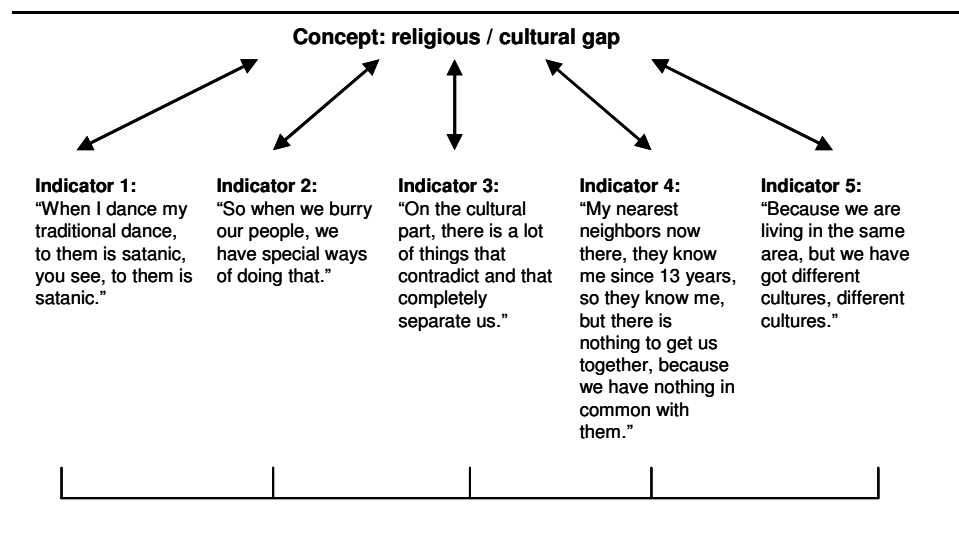 Concept: religious / cultural gap
Indicator 1:
“When I dance my
traditional dance,
to them is satanic,
you see, to them is
satanic.”
Indicator 2:
“So when we burry
our people, we
have special ways
of doing that.”
Indicator 3:
“On the cultural
part, there is a lot
of things that
contradict and that
completely
separate us.”
Indicator 4:
“My nearest
neighbors now
there, they know
me since 13 years,
so they know me,
but there is
nothing to get us
together, because
we have nothing in
common with
them.”
Indicator 5:
“Because we are
living in the same
area, but we have
got different
cultures, different
cultures.”